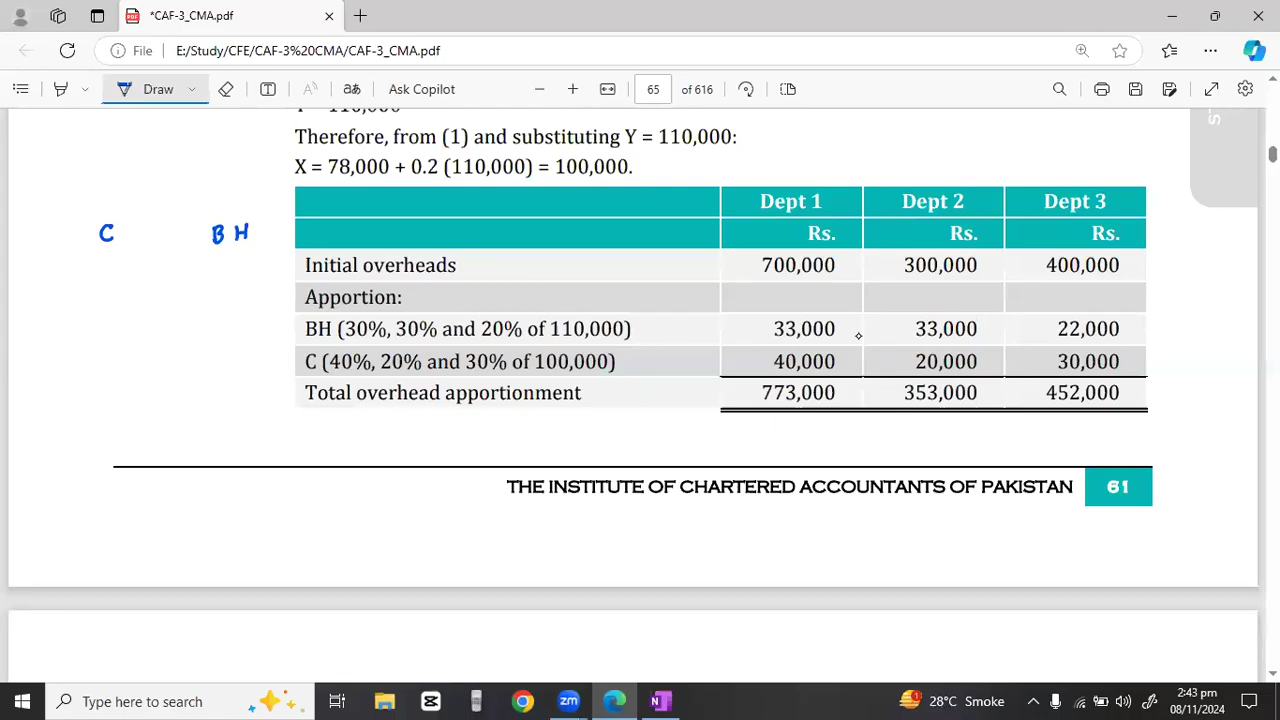 *CAF-3_CMA.pdf
File E:/Study/CFE/CAF-3%20CMA/CAF-3_CMA.pdf
Draw Ask Copilot 65 of 616
Y = 110,000
Therefore, from (1) and substituting Y = 110,000:
X = 78,000 + 0.2 (110,000) = 100,000.
Dept 1 Dept 2 Dept 3
C B H Rs. Rs. Rs.
Initial overheads 700,000 300,000 400,000
Apportion:
BH (30%, 30% and 20% of 110,000) 33,000 33,000 22,000
C (40%, 20% and 30% of 100,000) 40,000 20,000 30,000
Total overhead apportionment 773,000 353,000 452,000
THE INSTITUTE OF CHARTERED ACCOUNTANTS OF PAKISTAN 61
Type here to search 28°C Smoke 2:43 pm
08/11/2024